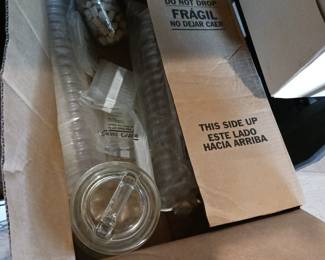 DO NOT DROP
FRÁGIL
NO DEJAR CAER
THIS SIDE UP
ESTE LADO
HACIA ARRIBA